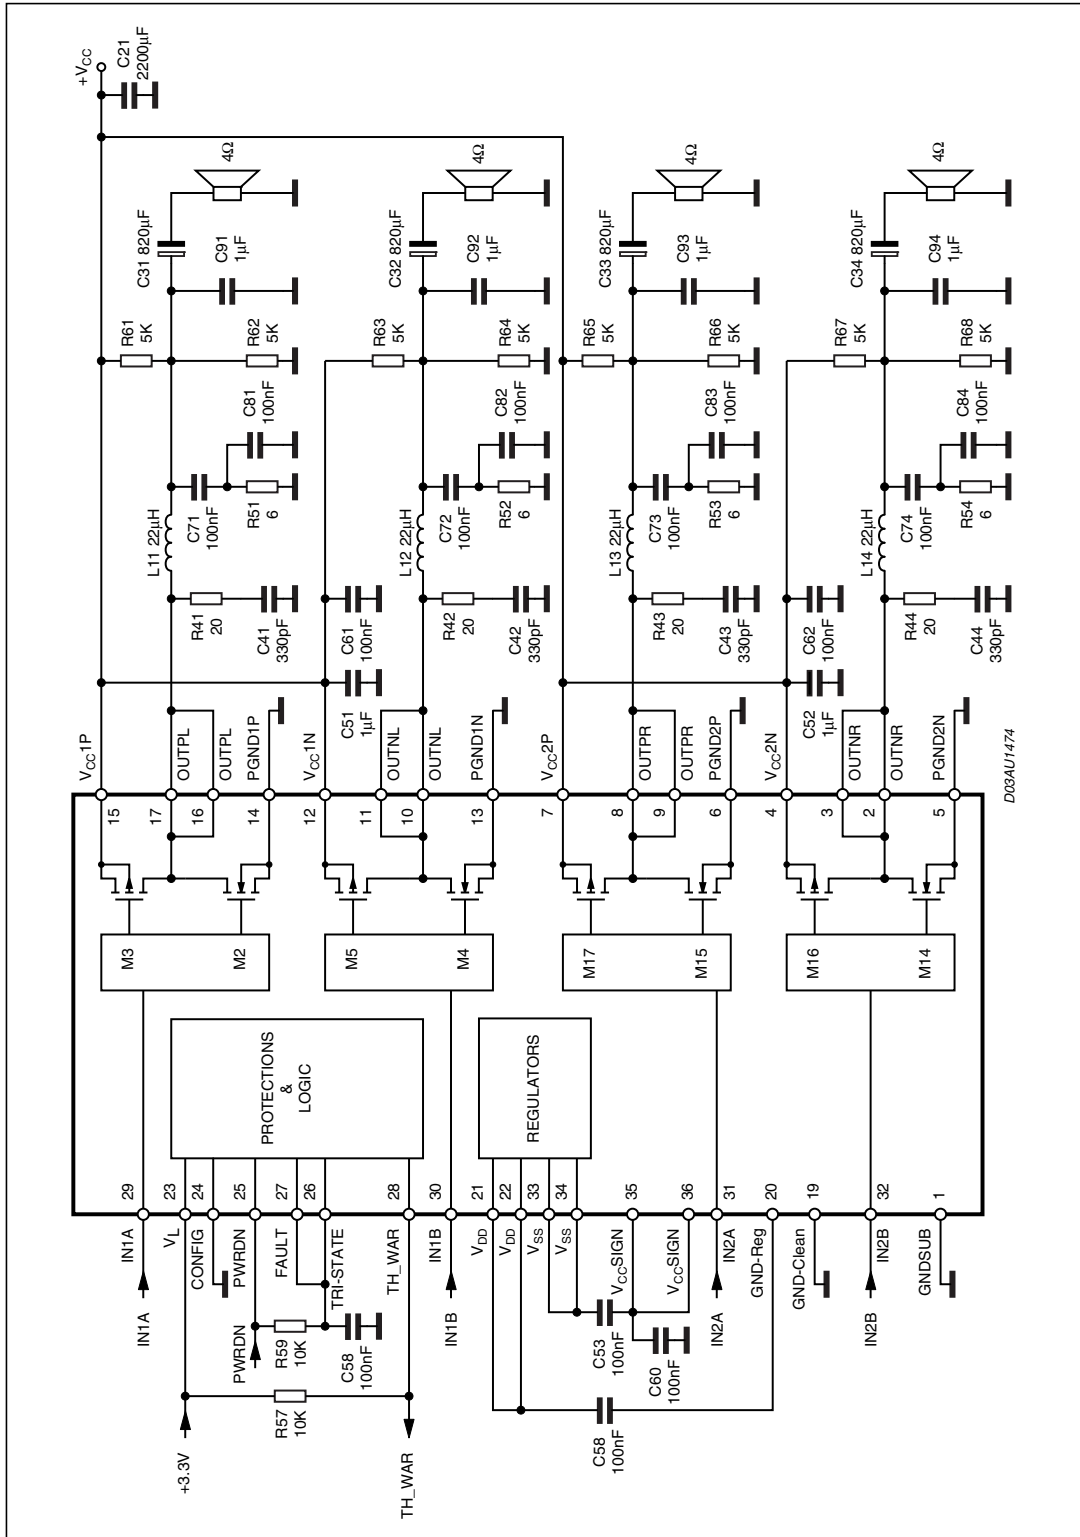 +VCC
C21
2200µF
4Ω
C31 820µF
C91
1µF
R61
5K
R62
5K
C81
100nF
L11 22µH
C71
100nF
R51
6
R41
20
C41
330pF
4Ω
C32 820µF
C92
1µF
R63
5K
R64
5K
C82
100nF
L12 22µH
C72
100nF
R52
6
C61
100nF
R42
20
C42
330pF
C51
1µF
4Ω
C33 820µF
C93
1µF
R65
5K
R66
5K
C83
100nF
L13 22µH
C73
100nF
R53
6
R43
20
C43
330pF
4Ω
C34 820µF
C94
1µF
R67
5K
R68
5K
C84
100nF
L14 22µH
C74
100nF
R54
6
C62
100nF
R44
20
C44
330pF
C52
1µF
VCC1P
OUTPL
OUTPL
PGND1P
VCC1N
OUTNL
OUTNL
PGND1N
VCC2P
OUTPR
OUTPR
PGND2P
VCC2N
OUTNR
OUTNR
PGND2N
D03AU1474
15
17
16
14
12
11
10
13
7
8
9
6
4
3
2
5
M3
M2
M5
M4
M17
M15
M16
M14
PROTECTIONS
&
LOGIC
REGULATORS
29
23
24
25
27
26
28
30
21
22
33
34
35
36
31
20
19
32
1
IN1A
VL
CONFIG
PWRDN
FAULT
TRI-STATE
TH_WAR
IN1B
VDD
VDD
VSS
VSS
VCCSIGN
VCCSIGN
IN2A
GND-Reg
GND-Clean
IN2B
GNDSUB
IN1A
PWRDN
R59
10K
C58
100nF
IN1B
C53
100nF
C60
100nF
IN2A
IN2B
R57
10K
C58
100nF
+3.3V
TH_WAR